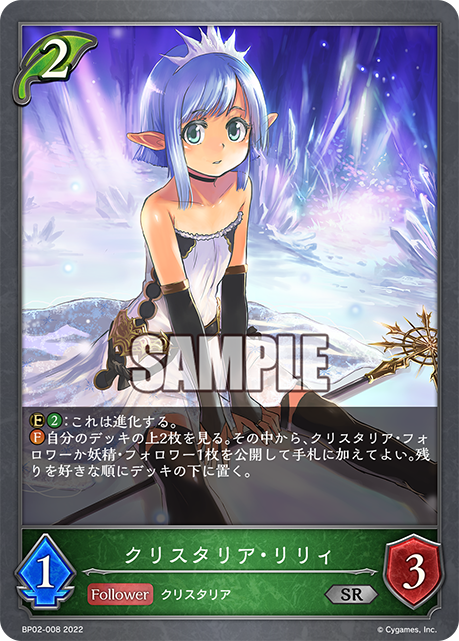 2
SAMPLE
E 2：これは進化する。
F 自分のデッキの上2枚を見る。その中から、クリスタリア・フォ
ロワーか妖精・フォロワー1枚を公開して手札に加えてよい。残
りを好きな順にデッキの下に置く。
クリスタリア・リリィ
1
Follower クリスタリア
SR
3
BP02-008 2022
© Cygames, Inc.